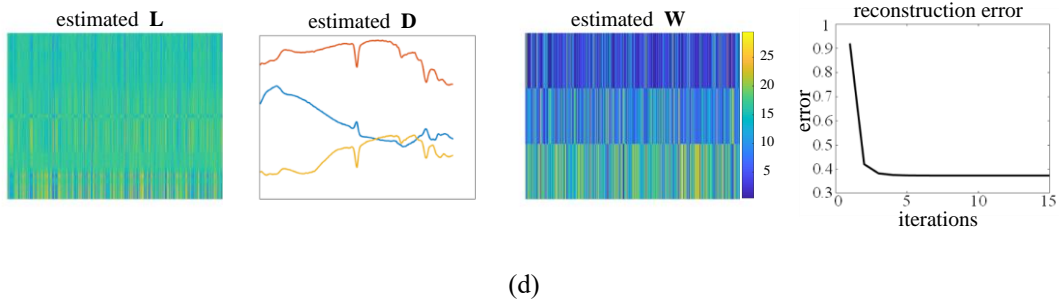 estimated L
estimated D
estimated W
reconstruction error
25
20
15
10
5
1
0.9
0.8
0.7
0.6
0.5
0.4
0.3
error
0 5 10 15
iterations
(d)